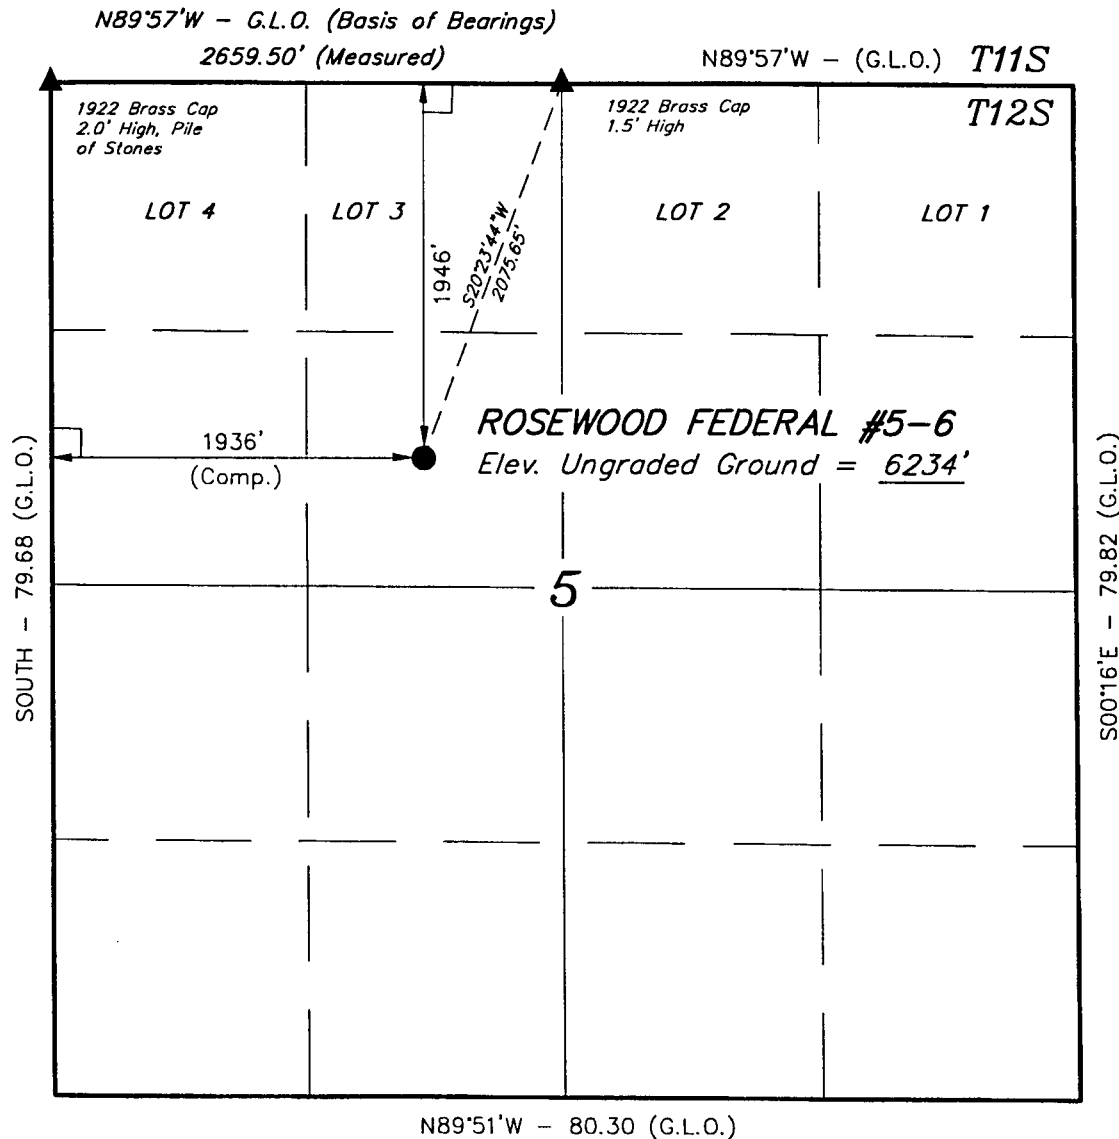 N89°57'W - G.L.O. (Basis of Bearings)
2659.50' (Measured)
N89°57'W - (G.L.O.)
T11S
T12S
1922 Brass Cap
2.0' High, Pile
of Stones
1922 Brass Cap
1.5' High
LOT 4
LOT 3
LOT 2
LOT 1
1946'
S20°23'44"W
2075.65'
ROSEWOOD FEDERAL #5-6
Elev. Ungraded Ground = 6234'
1936'
(Comp.)
SOUTH - 79.68 (G.L.O.)
S00°16'E - 79.82 (G.L.O.)
5
N89°51'W - 80.30 (G.L.O.)